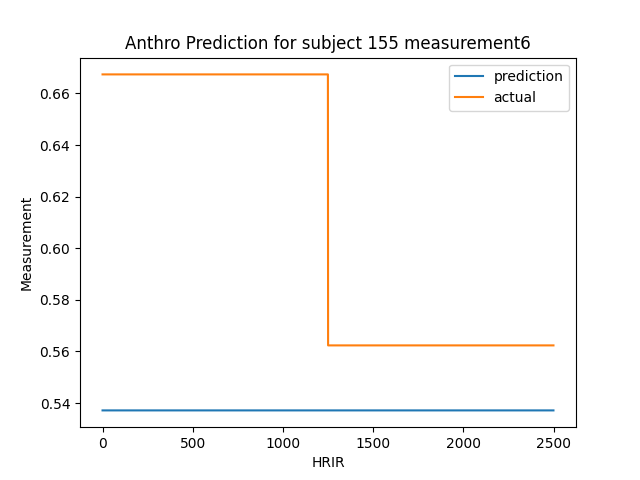 Anthro Prediction for subject 155 measurement6
prediction
actual
0.66
0.64
0.62
0.60
0.58
0.56
0.54
Measurement
0
500
1000
1500
2000
2500
HRIR